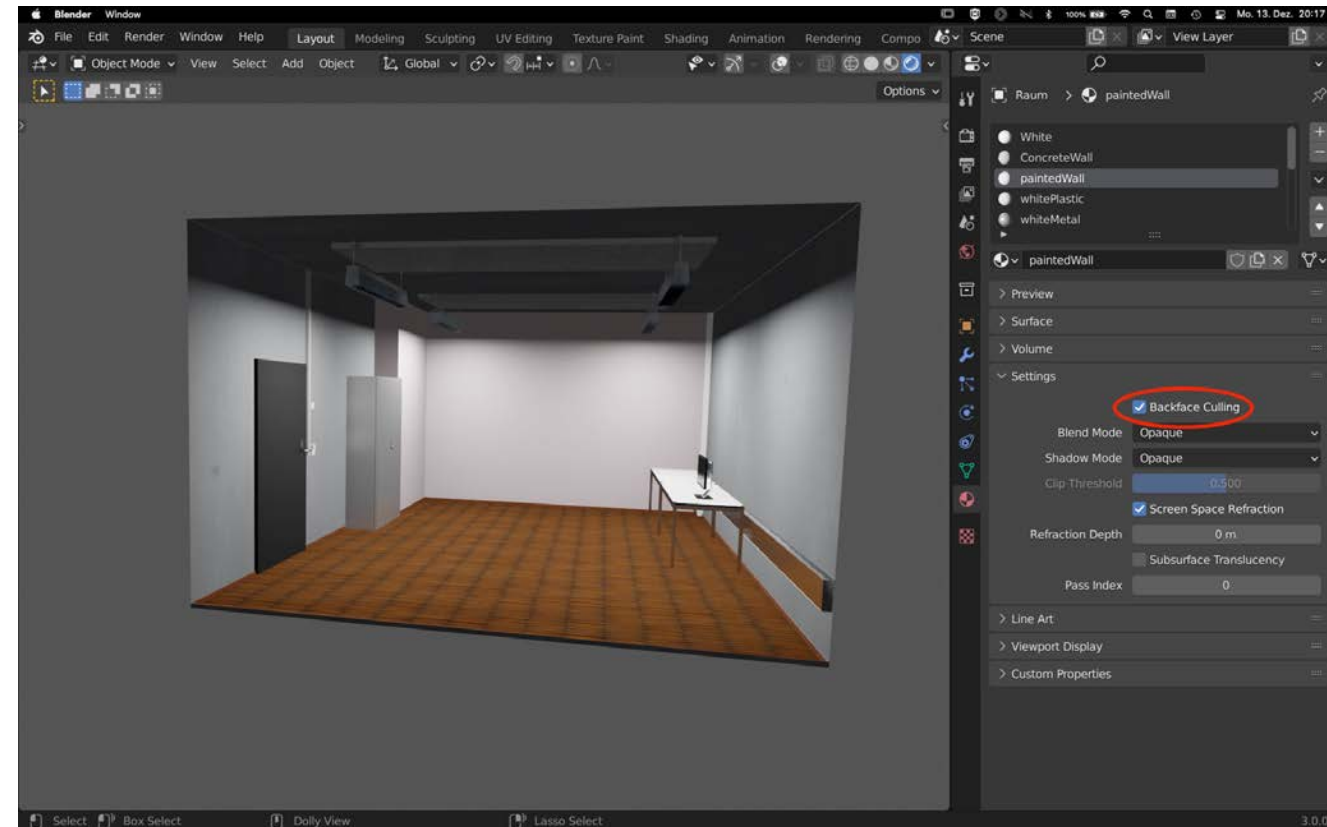 Blender Window 100% Mo. 13. Dez. 20:17
File Edit Render Window Help Layout Modeling Sculpting UV Editing Texture Paint Shading Animation Rendering Compo Scene View Layer
Object Mode View Select Add Object Global
Options
Raum > paintedWall
White
ConcreteWall
paintedWall
whitePlastic
whiteMetal
paintedWall
Preview
Surface
Volume
Settings
Backface Culling
Blend Mode Opaque
Shadow Mode Opaque
Clip Threshold 0.500
Screen Space Refraction
Refraction Depth 0 m
Subsurface Translucency
Pass Index 0
Line Art
Viewport Display
Custom Properties
Select Box Select Dolly View Lasso Select 3.0.0